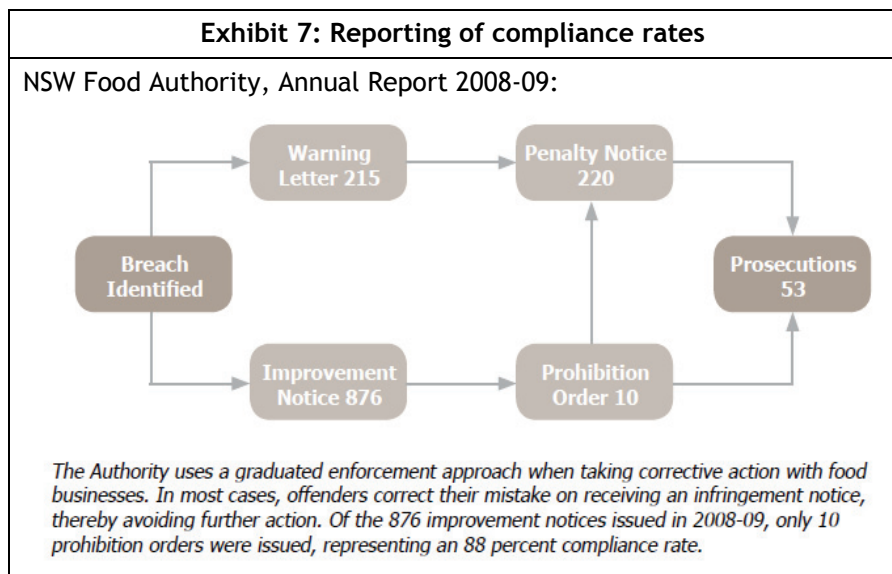 Exhibit 7: Reporting of compliance rates
NSW Food Authority, Annual Report 2008-09:
Warning
Letter 215
Penalty Notice
220
Breach
Identified
Prosecutions
53
Improvement
Notice 876
Prohibition
Order 10
The Authority uses a graduated enforcement approach when taking corrective action with food
businesses. In most cases, offenders correct their mistake on receiving an infringement notice,
thereby avoiding further action. Of the 876 improvement notices issued in 2008-09, only 10
prohibition orders were issued, representing an 88 percent compliance rate.